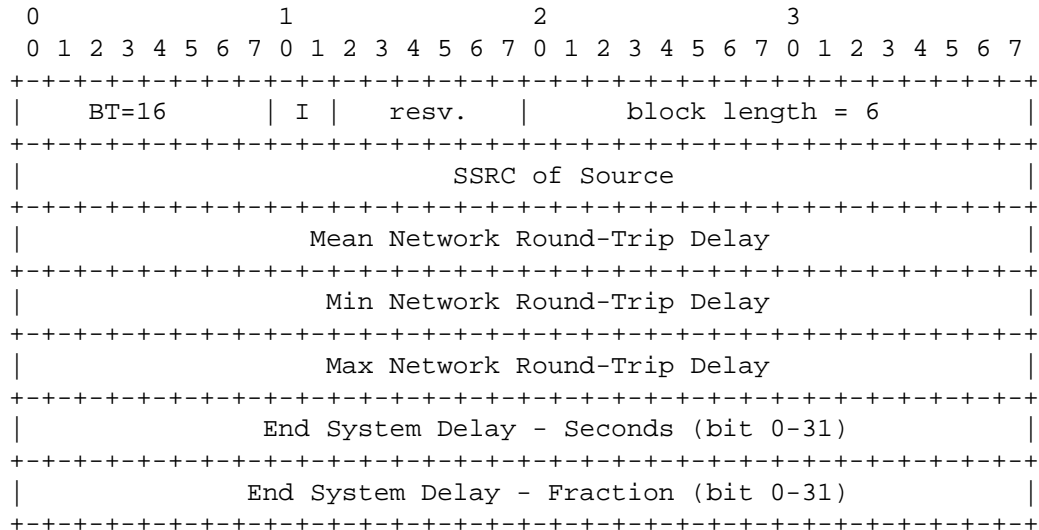 0               1               2               3
 0 1 2 3 4 5 6 7 0 1 2 3 4 5 6 7 0 1 2 3 4 5 6 7 0 1 2 3 4 5 6 7
+-+-+-+-+-+-+-+-+-+-+-+-+-+-+-+-+-+-+-+-+-+-+-+-+-+-+-+-+-+-+-+-+
|    BT=16      | I |   resv.   |      block length = 6         |
+-+-+-+-+-+-+-+-+-+-+-+-+-+-+-+-+-+-+-+-+-+-+-+-+-+-+-+-+-+-+-+-+
|                          SSRC of Source                       |
+-+-+-+-+-+-+-+-+-+-+-+-+-+-+-+-+-+-+-+-+-+-+-+-+-+-+-+-+-+-+-+-+
|                 Mean Network Round-Trip Delay                 |
+-+-+-+-+-+-+-+-+-+-+-+-+-+-+-+-+-+-+-+-+-+-+-+-+-+-+-+-+-+-+-+-+
|                  Min Network Round-Trip Delay                 |
+-+-+-+-+-+-+-+-+-+-+-+-+-+-+-+-+-+-+-+-+-+-+-+-+-+-+-+-+-+-+-+-+
|                  Max Network Round-Trip Delay                 |
+-+-+-+-+-+-+-+-+-+-+-+-+-+-+-+-+-+-+-+-+-+-+-+-+-+-+-+-+-+-+-+-+
|              End System Delay - Seconds (bit 0-31)            |
+-+-+-+-+-+-+-+-+-+-+-+-+-+-+-+-+-+-+-+-+-+-+-+-+-+-+-+-+-+-+-+-+
|             End System Delay - Fraction (bit 0-31)            |
+-+-+-+-+-+-+-+-+-+-+-+-+-+-+-+-+-+-+-+-+-+-+-+-+-+-+-+-+-+-+-+-+